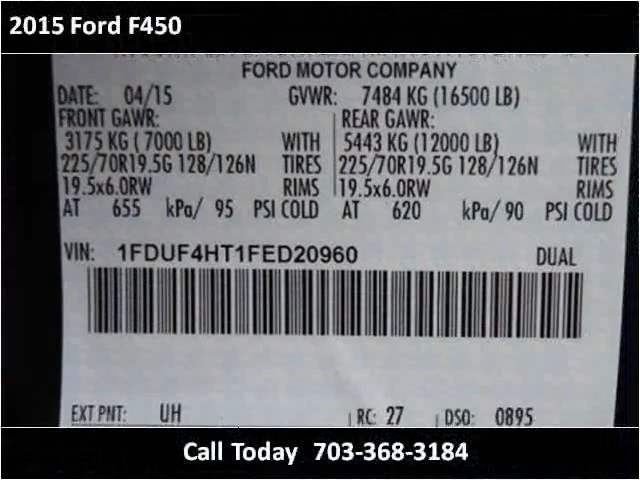 2015 Ford F450
FORD MOTOR COMPANY
DATE: 04/15 GVWR: 7484 KG (16500 LB)
FRONT GAWR: REAR GAWR:
3175 KG ( 7000 LB) WITH 5443 KG (12000 LB) WITH
225/70R19.5G 128/126N TIRES 225/70R19.5G 128/126N TIRES
19.5x6.0RW RIMS 19.5x6.0RW RIMS
AT 655 kPa/ 95 PSI COLD AT 620 kPa/ 90 PSI COLD
VIN: 1FDUF4HT1FED20960 DUAL
EXT PNT: UH RC: 27 DSO: 0895
Call Today 703-368-3184